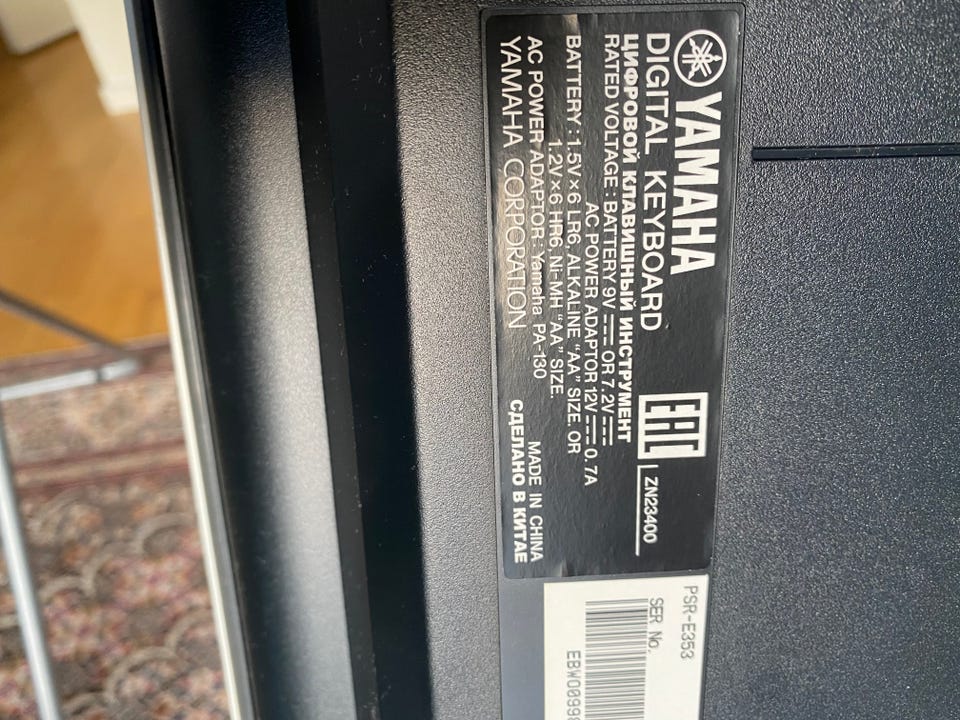 YAMAHA
DIGITAL KEYBOARD
ЦИФРОВОЙ КЛАВИШНЫЙ ИНСТРУМЕНТ
RATED VOLTAGE : BATTERY 9V ⎓ OR 7.2V ⎓
AC POWER ADAPTOR 12V ⎓ 0.7A
BATTERY : 1.5V×6 LR6, ALKALINE "AA" SIZE. OR
1.2V×6 HR6, Ni-MH "AA" SIZE.
AC POWER ADAPTOR : Yamaha PA-130
YAMAHA CORPORATION
EAC
ZN23400
MADE IN CHINA
СДЕЛАНО В КИТАЕ
PSR-E353
SER No.